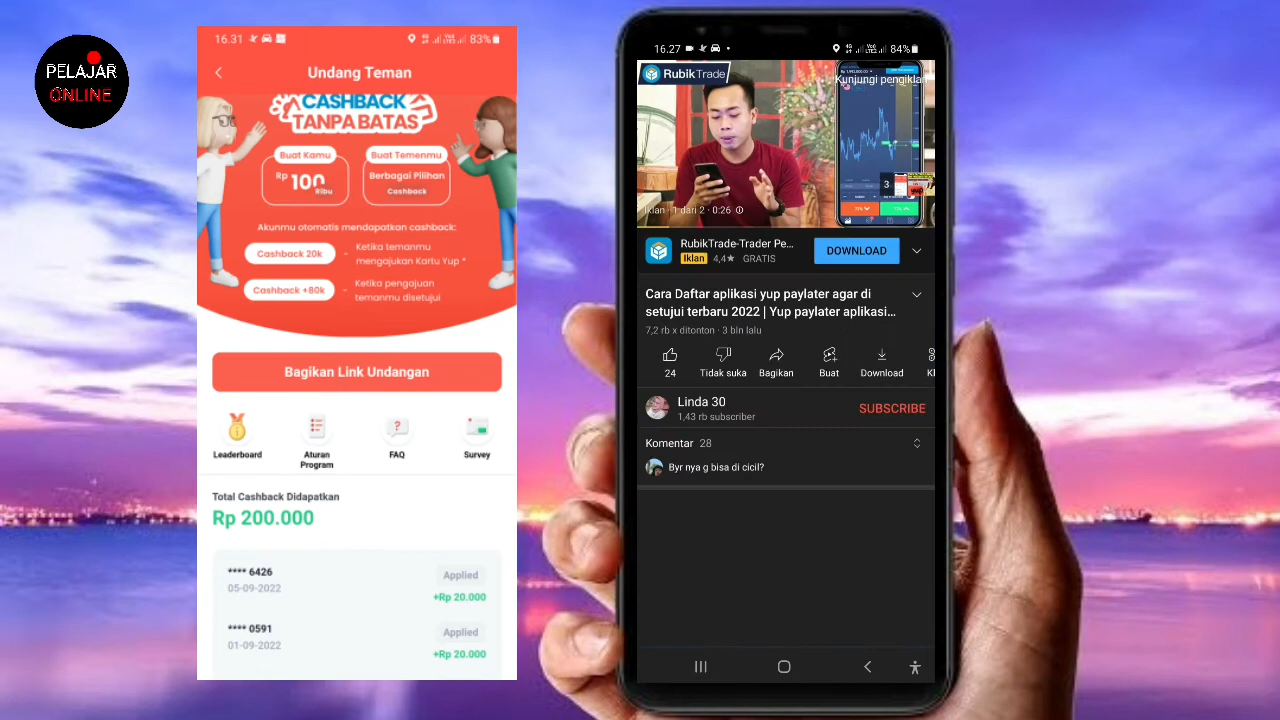 PELAJAR
ONLINE
16.31
83%
Undang Teman
CASHBACK
TANPA BATAS
Buat Kamu
Rp 100
Ribu
Buat Temenmu
Berbagai Pilihan
Cashback
Akunmu otomatis mendapatkan cashback:
Cashback 20k - Ketika temanmu
mengajukan Kartu Yup *
Cashback +80k - Ketika pengajuan
temanmu disetujui
Bagikan Link Undangan
Leaderboard
Aturan
Program
FAQ
Survey
Total Cashback Didapatkan
Rp 200.000
**** 6426
Applied
05-09-2022
+Rp 20.000
**** 0591
Applied
01-09-2022
+Rp 20.000
16.27
84%
RubikTrade
Kunjungi pengiklan
3
Iklan · 1 dari 2 · 0:26
RubikTrade-Trader Pe...
Iklan 4,4★ GRATIS
DOWNLOAD
Cara Daftar aplikasi yup paylater agar di
setujui terbaru 2022 | Yup paylater aplikasi...
7,2 rb x ditonton · 3 bln lalu
24
Tidak suka
Bagikan
Buat
Download
Linda 30
1,43 rb subscriber
SUBSCRIBE
Komentar 28
Byr nya g bisa di cicil?